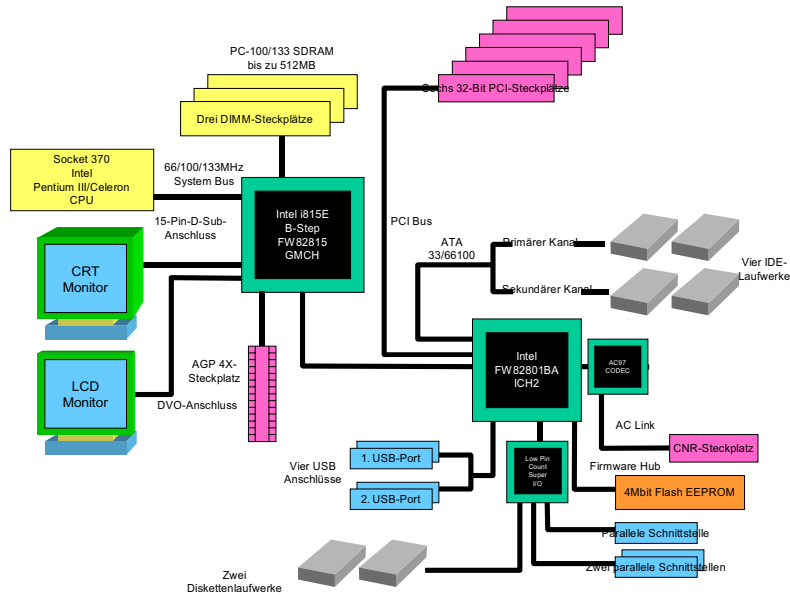 PC-100/133 SDRAM
bis zu 512MB
Drei DIMM-Steckplätze
Sechs 32-Bit PCI-Steckplätze
Socket 370
Intel
Pentium III/Celeron
CPU
66/100/133MHz
System Bus
Intel i815E
B-Step
FW82815
GMCH
15-Pin-D-Sub-
Anschluss
CRT
Monitor
PCI Bus
ATA
33/66100
Primärer Kanal
Sekundärer Kanal
Vier IDE-
Laufwerke
LCD
Monitor
AGP 4X-
Steckplatz
DVO-Anschluss
Intel
FW82801BA
ICH2
AC97
CODEC
AC Link
CNR-Steckplatz
Vier USB
Anschlüsse
1. USB-Port
2. USB-Port
Low Pin
Count
Super
I/O
Firmware Hub
4Mbit Flash EEPROM
Parallele Schnittstelle
Zwei parallele Schnittstellen
Zwei
Diskettenlaufwerke